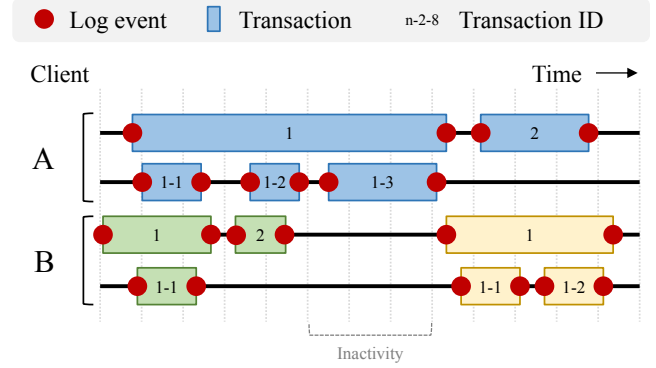 Log event Transaction n-2-8 Transaction ID
Client Time
A
1 2
1-1 1-2 1-3
B
1 2 1
1-1 1-1 1-2
Inactivity